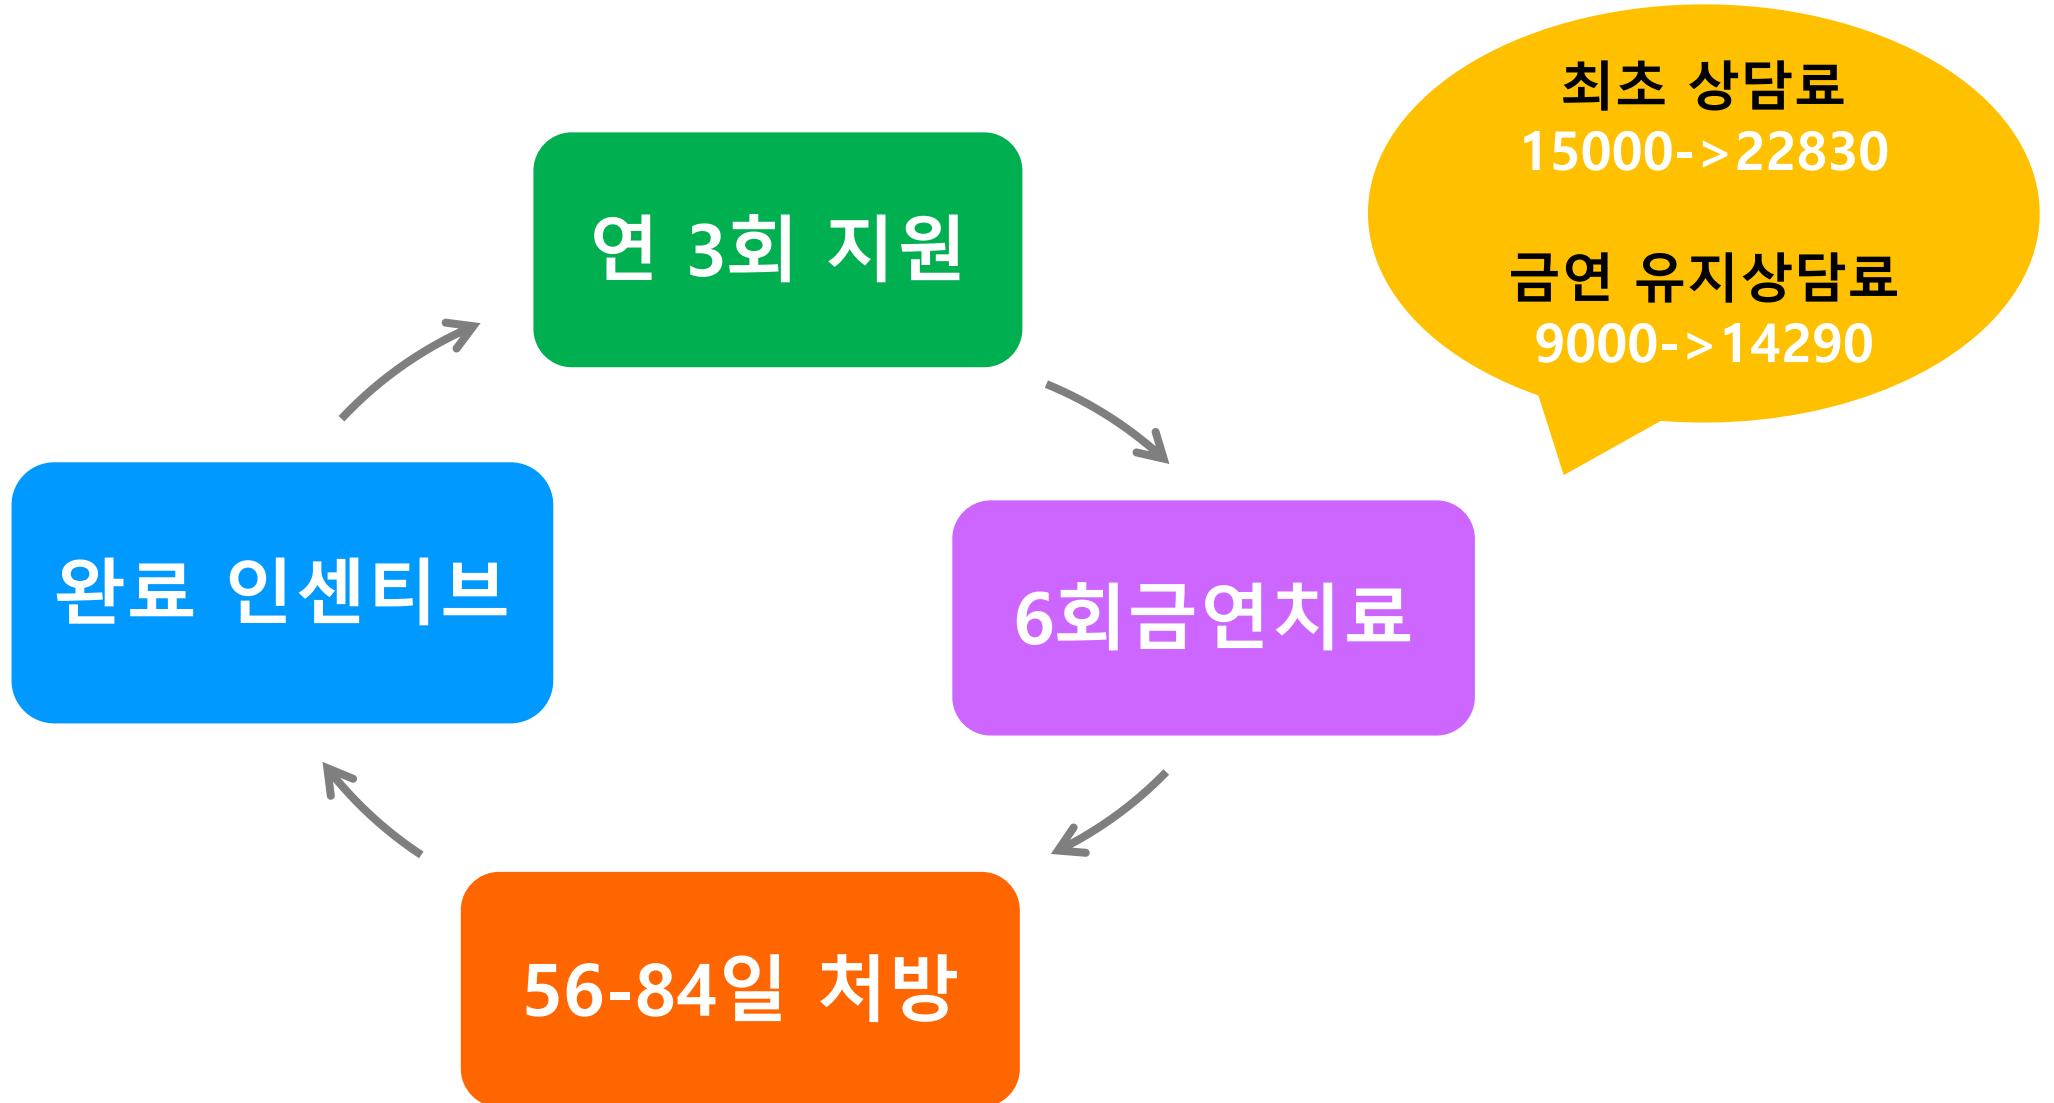 최초 상담료
15000->22830
금연 유지상담료
9000->14290
연 3회 지원
6회금연치료
56-84일 처방
완료 인센티브